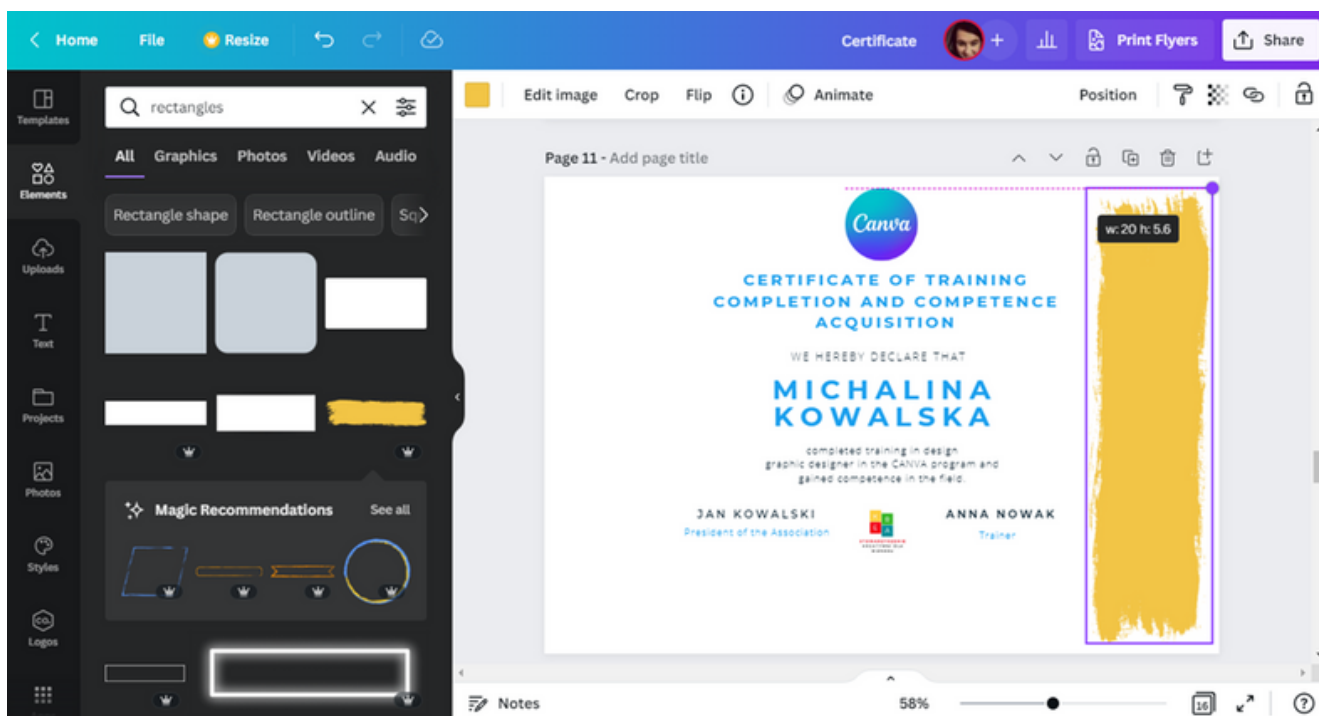 Home File Resize Certificate + Print Flyers Share
Templates
Elements
Uploads
Text
Projects
Photos
Styles
CO.
Logos
rectangles
All Graphics Photos Videos Audio
Rectangle shape Rectangle outline Sq
Magic Recommendations See all
Edit image Crop Flip Animate Position
Page 11 - Add page title
Canva
w: 20 h: 5.6
CERTIFICATE OF TRAINING
COMPLETION AND COMPETENCE
ACQUISITION
WE HEREBY DECLARE THAT
MICHALINA
KOWALSKA
completed training in design
graphic designer in the CANVA program and
gained competence in the field.
JAN KOWALSKI
President of the Association
ANNA NOWAK
Trainer
Notes 58% 16